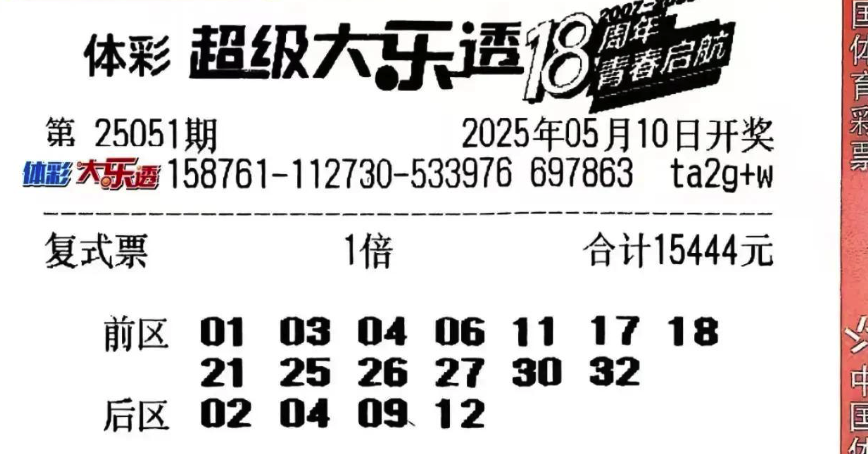 体彩 超级大乐透 18周年 青春启航
第 25051期 2025年05月10日开奖
体彩 大乐透 158761-112730-533976 697863 ta2g+w
复式票 1倍 合计15444元
前区 01 03 04 06 11 17 18
21 25 26 27 30 32
后区 02 04 09 12
国体育彩票
中国体